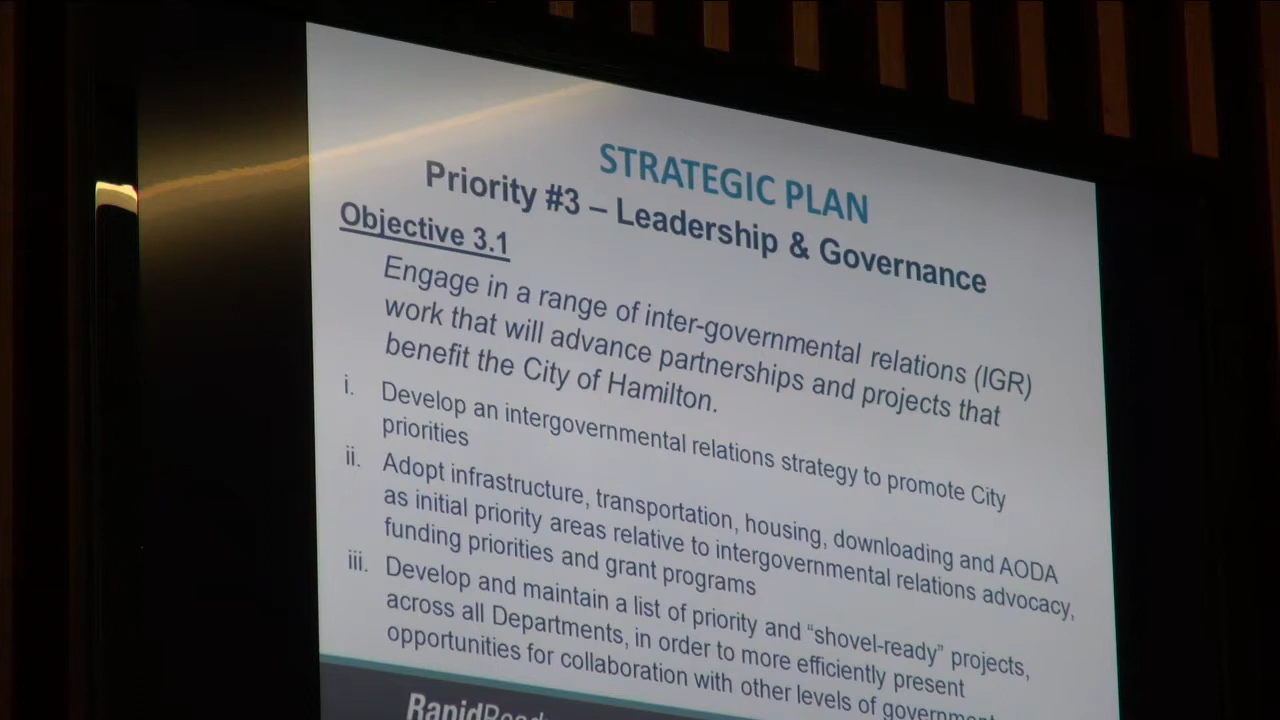 STRATEGIC PLAN
Priority #3 – Leadership & Governance
Objective 3.1
Engage in a range of inter-governmental relations (IGR)
work that will advance partnerships and projects that
benefit the City of Hamilton.
i. Develop an intergovernmental relations strategy to promote City
priorities
ii. Adopt infrastructure, transportation, housing, downloading and AODA
as initial priority areas relative to intergovernmental relations advocacy,
funding priorities and grant programs
iii. Develop and maintain a list of priority and “shovel-ready” projects,
across all Departments, in order to more efficiently present
opportunities for collaboration with other levels of government